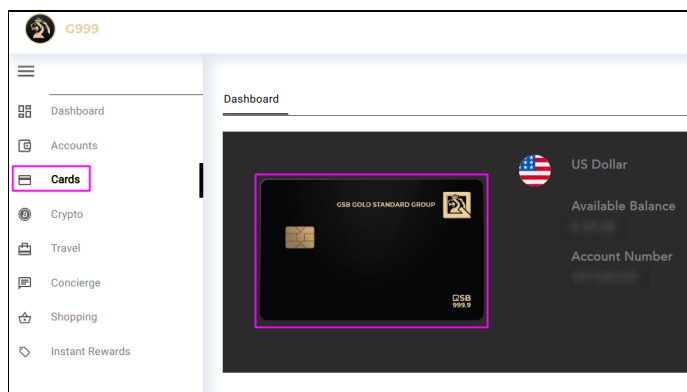 G999
Dashboard
Accounts
Cards
Crypto
Travel
Concierge
Shopping
Instant Rewards
Dashboard
GSB GOLD STANDARD GROUP
GSB
999.9
US Dollar
Available Balance
Account Number